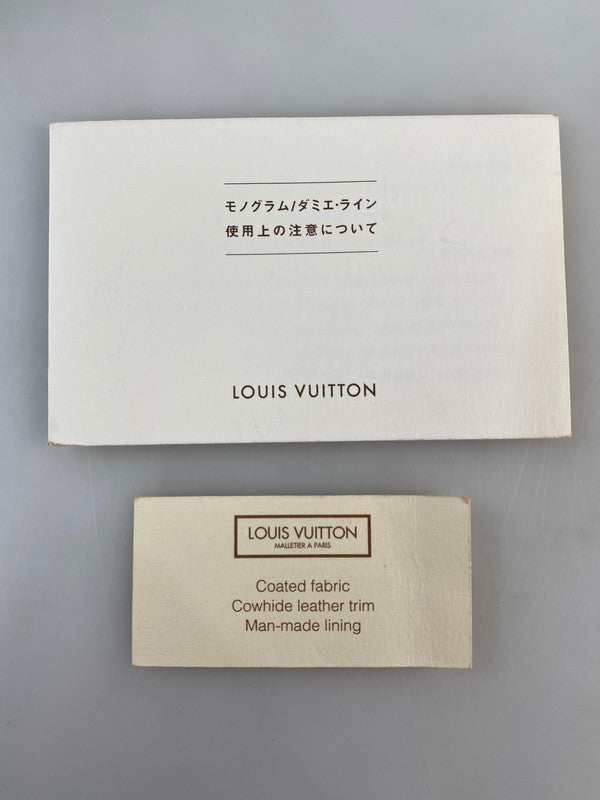 モノグラム/ダミエ・ライン
使用上の注意について
LOUIS VUITTON
LOUIS VUITTON
MALLETIER A PARIS
Coated fabric
Cowhide leather trim
Man-made lining